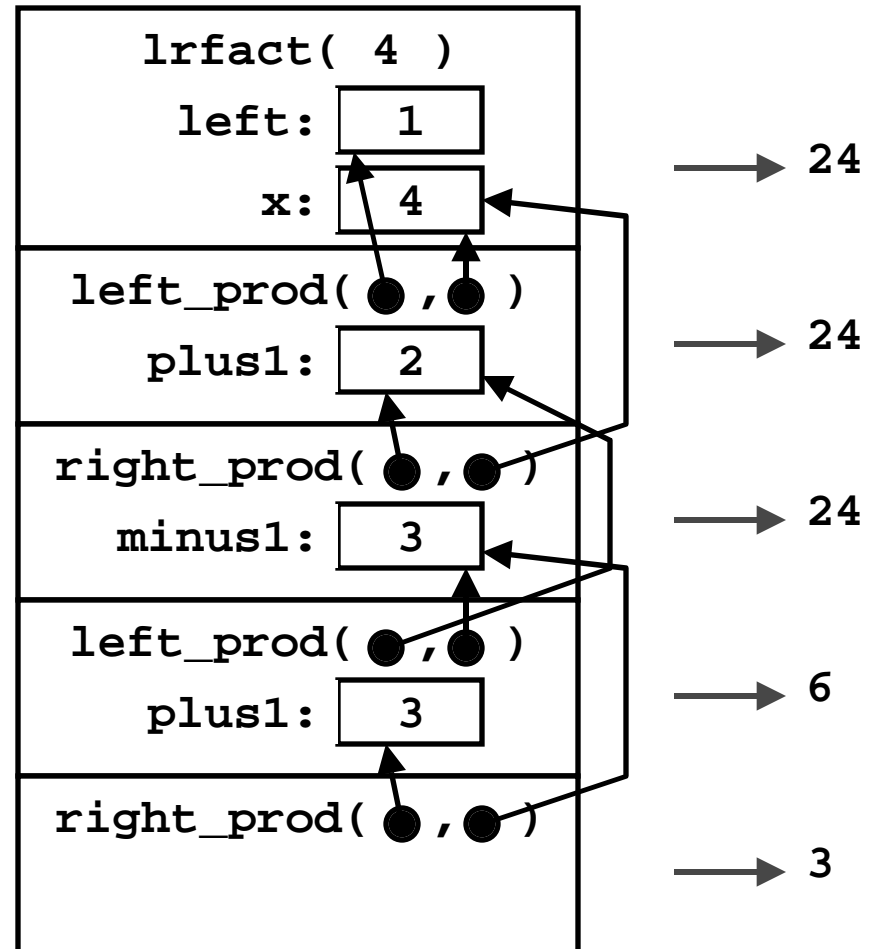 lrfact( 4 )
left: 1
24
x: 4
left_prod( , )
24
plus1: 2
right_prod( , )
24
minus1: 3
left_prod( , )
6
plus1: 3
right_prod( , )
3